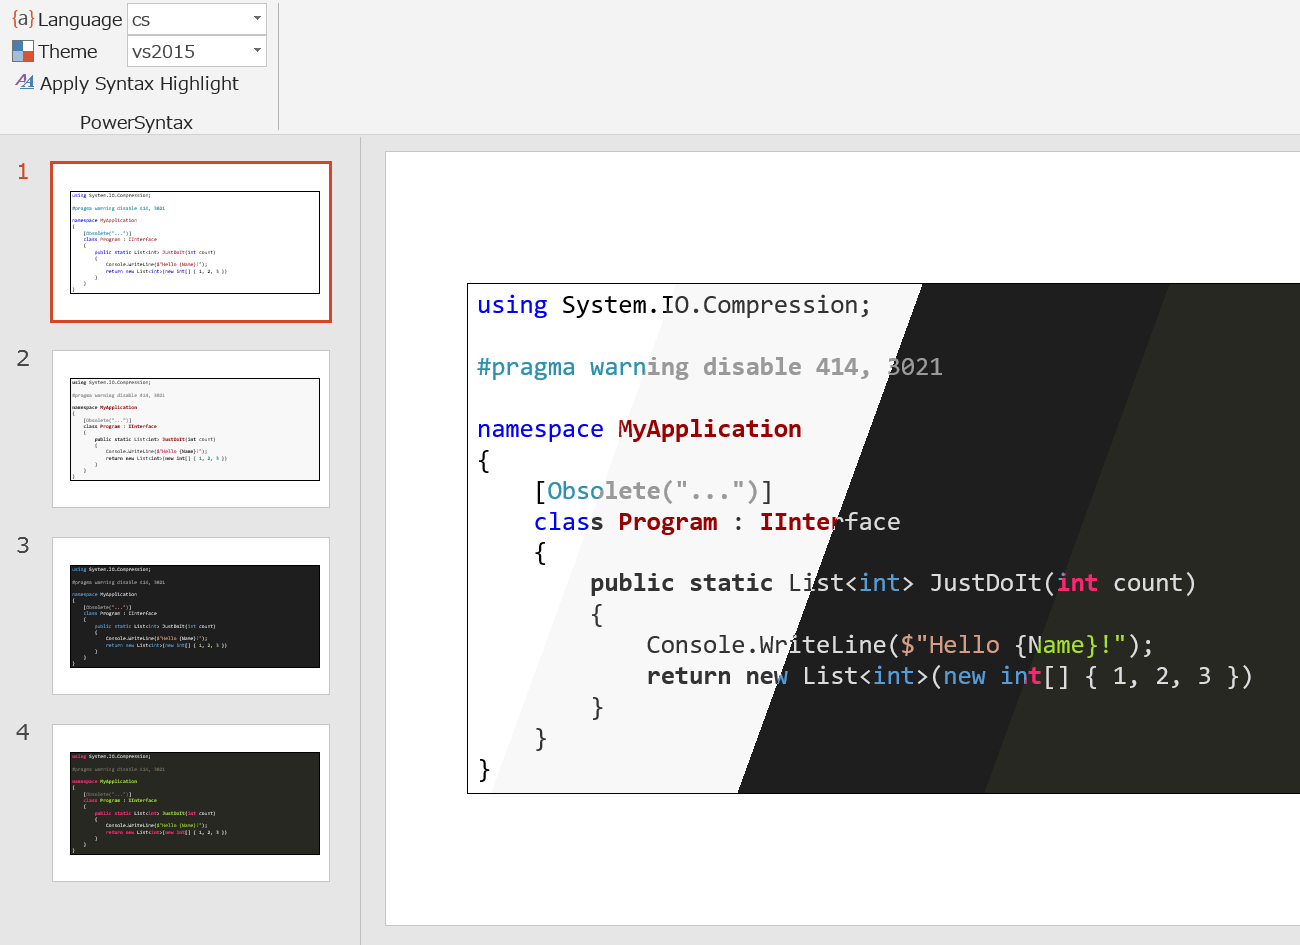 {a} Language cs
Theme vs2015
Apply Syntax Highlight
PowerSyntax
1
using System.IO.Compression;
#pragma warning disable 414, 3021
namespace MyApplication
{
[Obsolete("...")]
class Program : IInterface
{
public static List<int> JustDoIt(int count)
{
Console.WriteLine($"Hello {Name}!");
return new List<int>(new int[] { 1, 2, 3 })
}
}
}
2
using System.IO.Compression;
#pragma warning disable 414, 3021
namespace MyApplication
{
[Obsolete("...")]
class Program : IInterface
{
public static List<int> JustDoIt(int count)
{
Console.WriteLine($"Hello {Name}!");
return new List<int>(new int[] { 1, 2, 3 })
}
}
}
3
using System.IO.Compression;
#pragma warning disable 414, 3021
namespace MyApplication
{
[Obsolete("...")]
class Program : IInterface
{
public static List<int> JustDoIt(int count)
{
Console.WriteLine($"Hello {Name}!");
return new List<int>(new int[] { 1, 2, 3 })
}
}
}
4
using System.IO.Compression;
#pragma warning disable 414, 3021
namespace MyApplication
{
[Obsolete("...")]
class Program : IInterface
{
public static List<int> JustDoIt(int count)
{
Console.WriteLine($"Hello {Name}!");
return new List<int>(new int[] { 1, 2, 3 })
}
}
}
using System.IO.Compression;
#pragma warning disable 414, 3021
namespace MyApplication
{
[Obsolete("...")]
class Program : IInterface
{
public static List<int> JustDoIt(int count)
{
Console.WriteLine($"Hello {Name}!");
return new List<int>(new int[] { 1, 2, 3 })
}
}
}